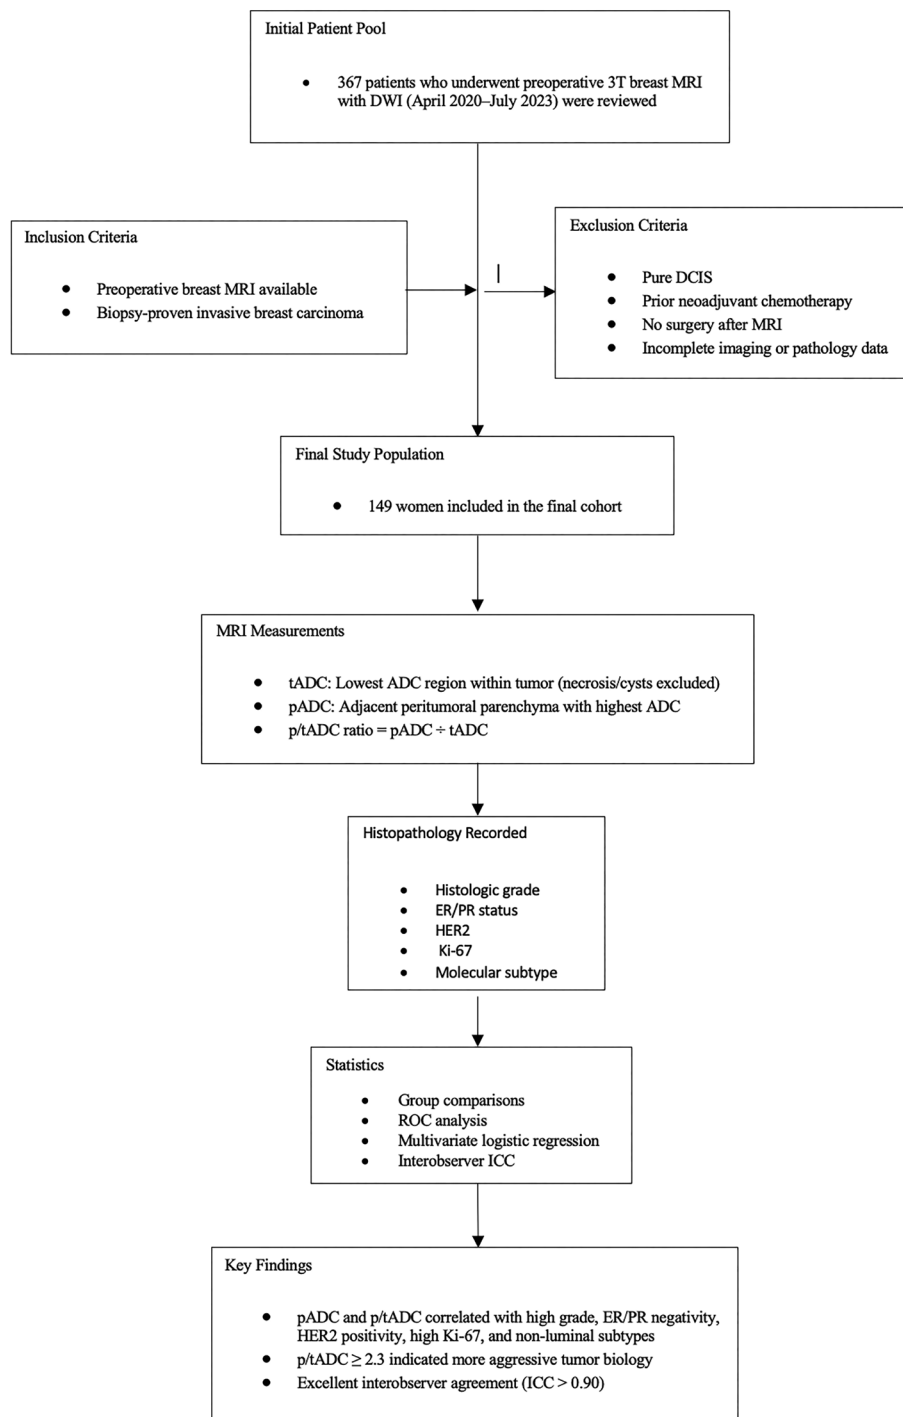 Initial Patient Pool
• 367 patients who underwent preoperative 3T breast MRI
with DWI (April 2020–July 2023) were reviewed
Inclusion Criteria
• Preoperative breast MRI available
• Biopsy-proven invasive breast carcinoma
Exclusion Criteria
• Pure DCIS
• Prior neoadjuvant chemotherapy
• No surgery after MRI
• Incomplete imaging or pathology data
Final Study Population
• 149 women included in the final cohort
MRI Measurements
• tADC: Lowest ADC region within tumor (necrosis/cysts excluded)
• pADC: Adjacent peritumoral parenchyma with highest ADC
• p/tADC ratio = pADC ÷ tADC
Histopathology Recorded
• Histologic grade
• ER/PR status
• HER2
• Ki-67
• Molecular subtype
Statistics
• Group comparisons
• ROC analysis
• Multivariate logistic regression
• Interobserver ICC
Key Findings
• pADC and p/tADC correlated with high grade, ER/PR negativity,
HER2 positivity, high Ki-67, and non-luminal subtypes
• p/tADC ≥ 2.3 indicated more aggressive tumor biology
• Excellent interobserver agreement (ICC > 0.90)